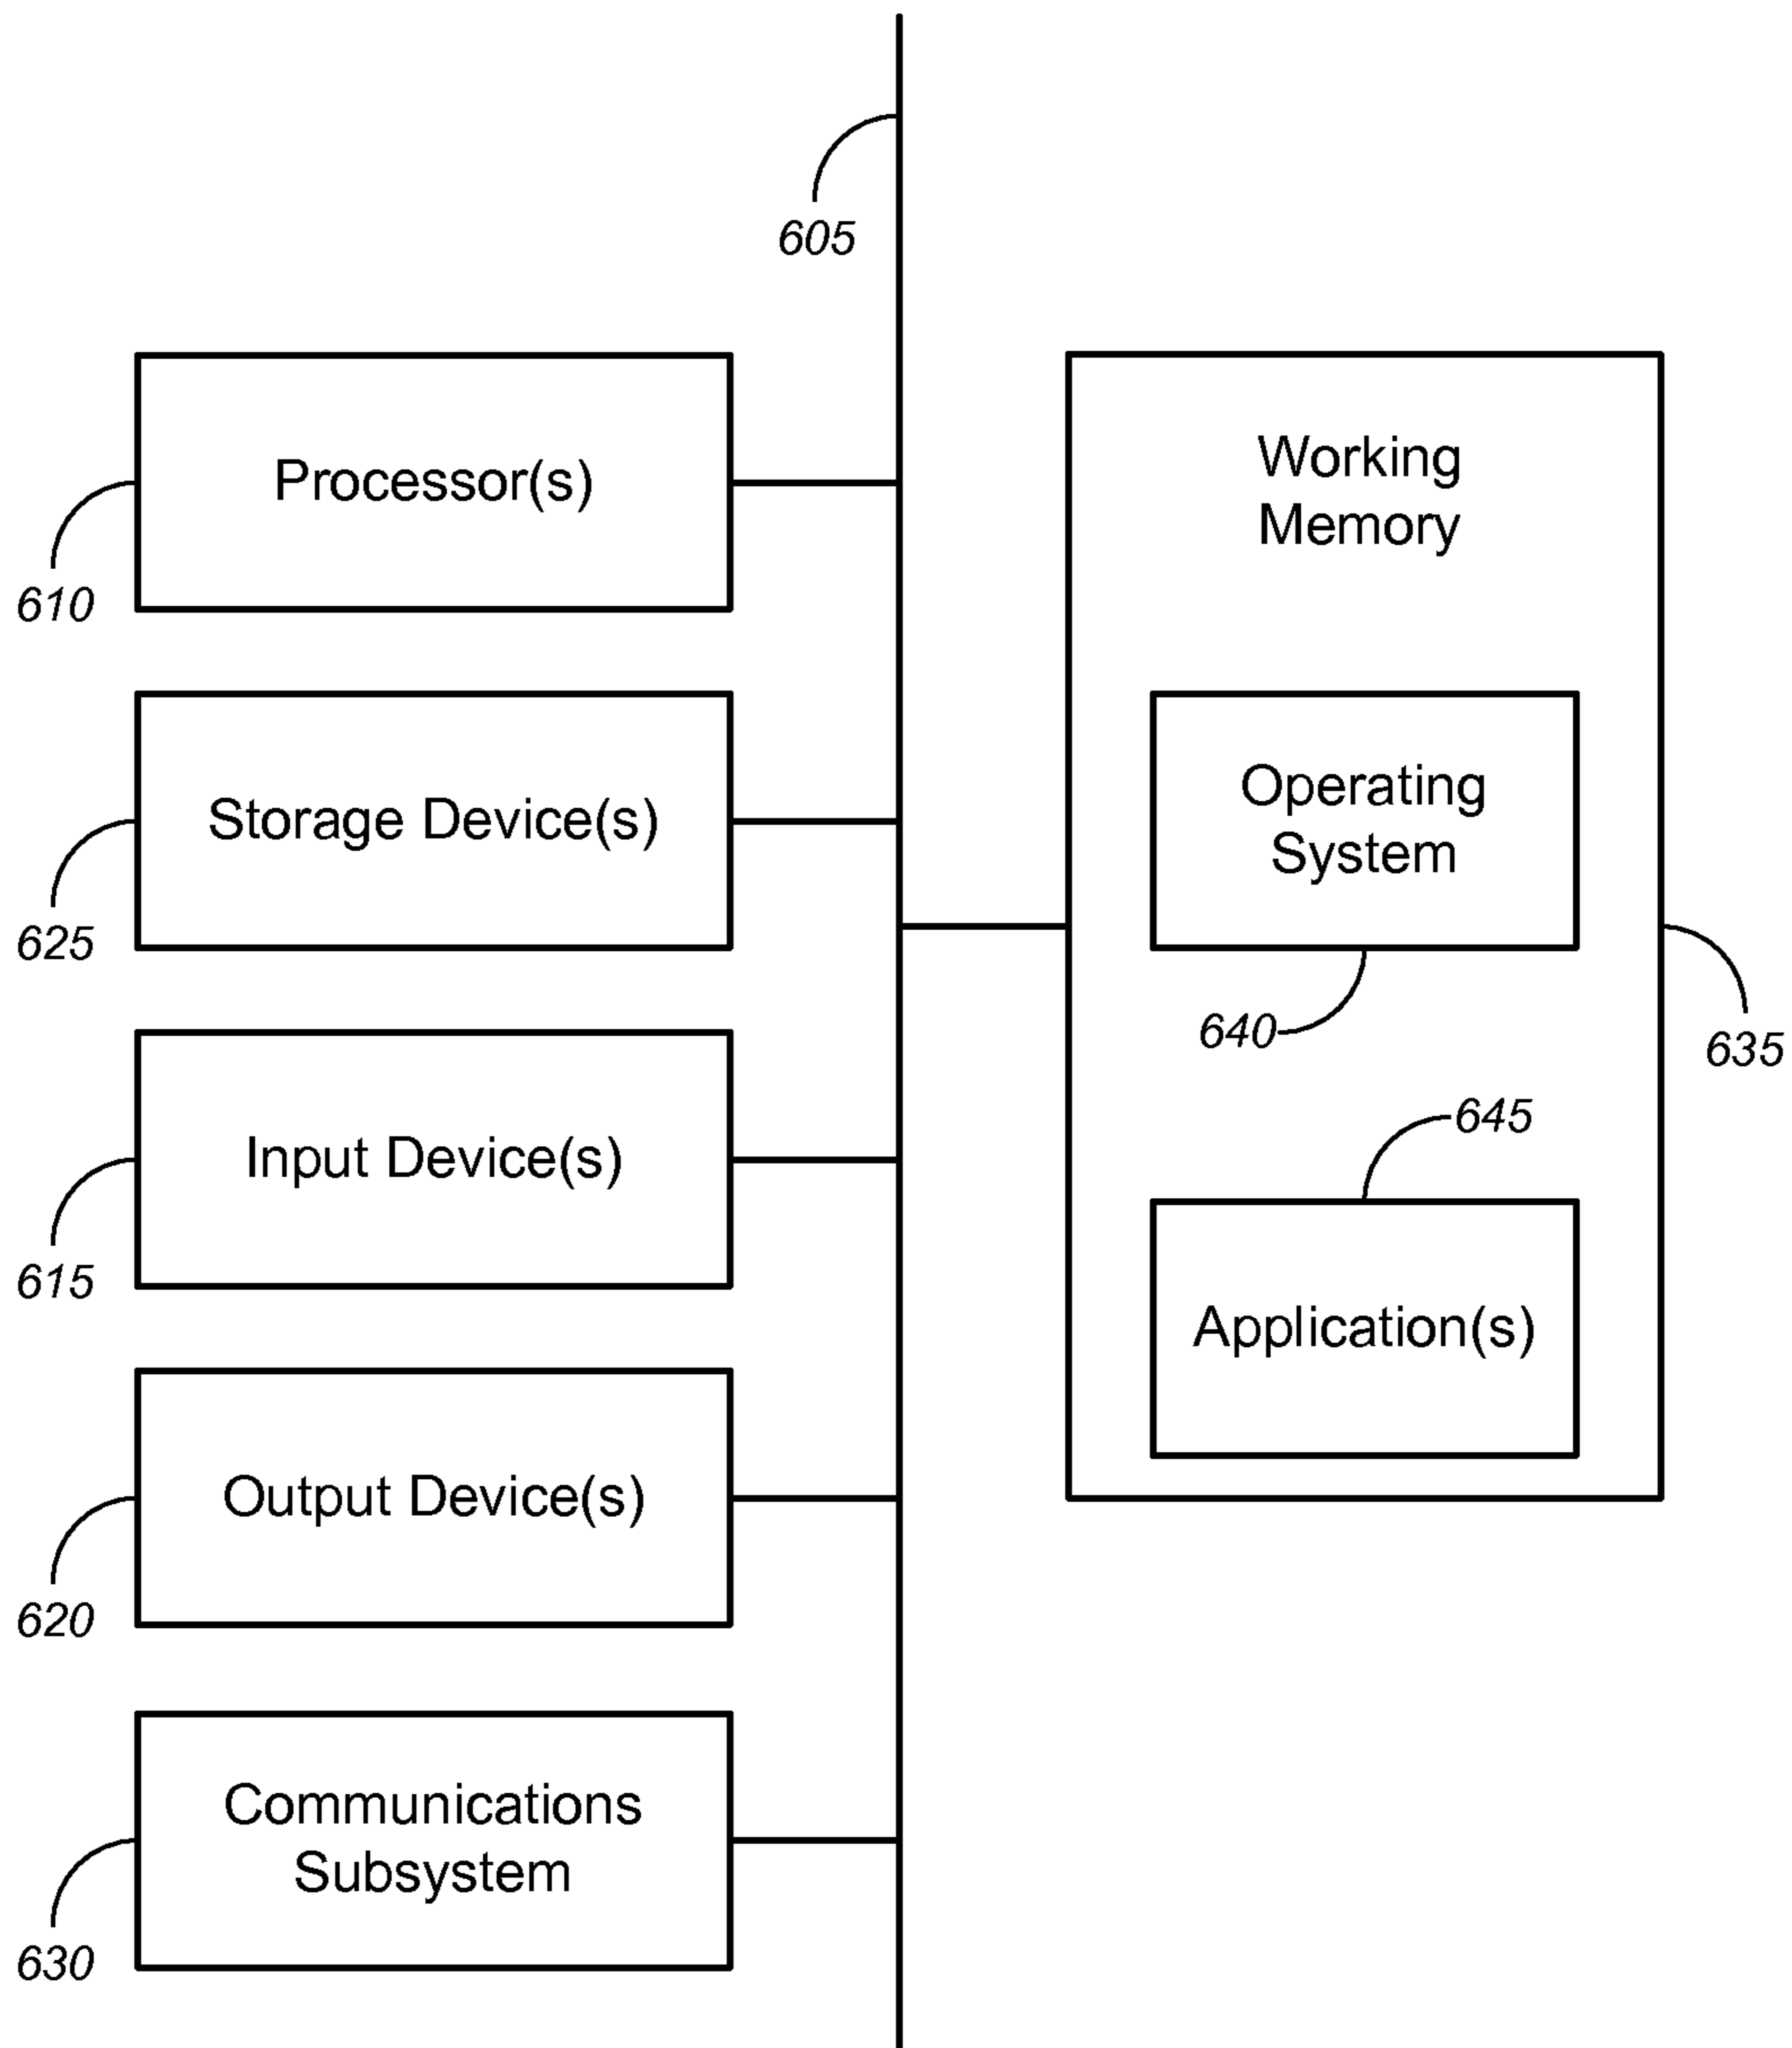 605
Processor(s)
610
Storage Device(s)
625
Input Device(s)
615
Output Device(s)
620
Communications
Subsystem
630
Working
Memory
Operating
System
640
635
645
Application(s)